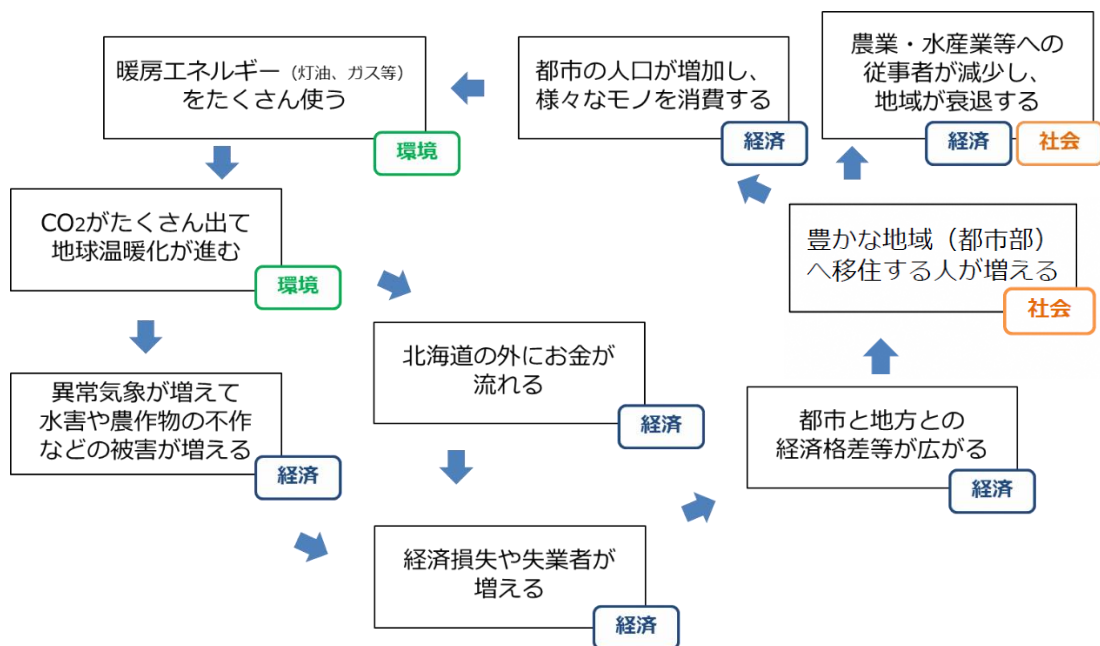 暖房エネルギー（灯油、ガス等）
をたくさん使う
環境
都市の人口が増加し、
様々なモノを消費する
経済
農業・水産業等への
従事者が減少し、
地域が衰退する
経済
社会
CO2がたくさん出て
地球温暖化が進む
環境
豊かな地域（都市部）
へ移住する人が増える
社会
北海道の外にお金が
流れる
経済
異常気象が増えて
水害や農作物の不作
などの被害が増える
経済
都市と地方との
経済格差等が広がる
経済
経済損失や失業者が
増える
経済